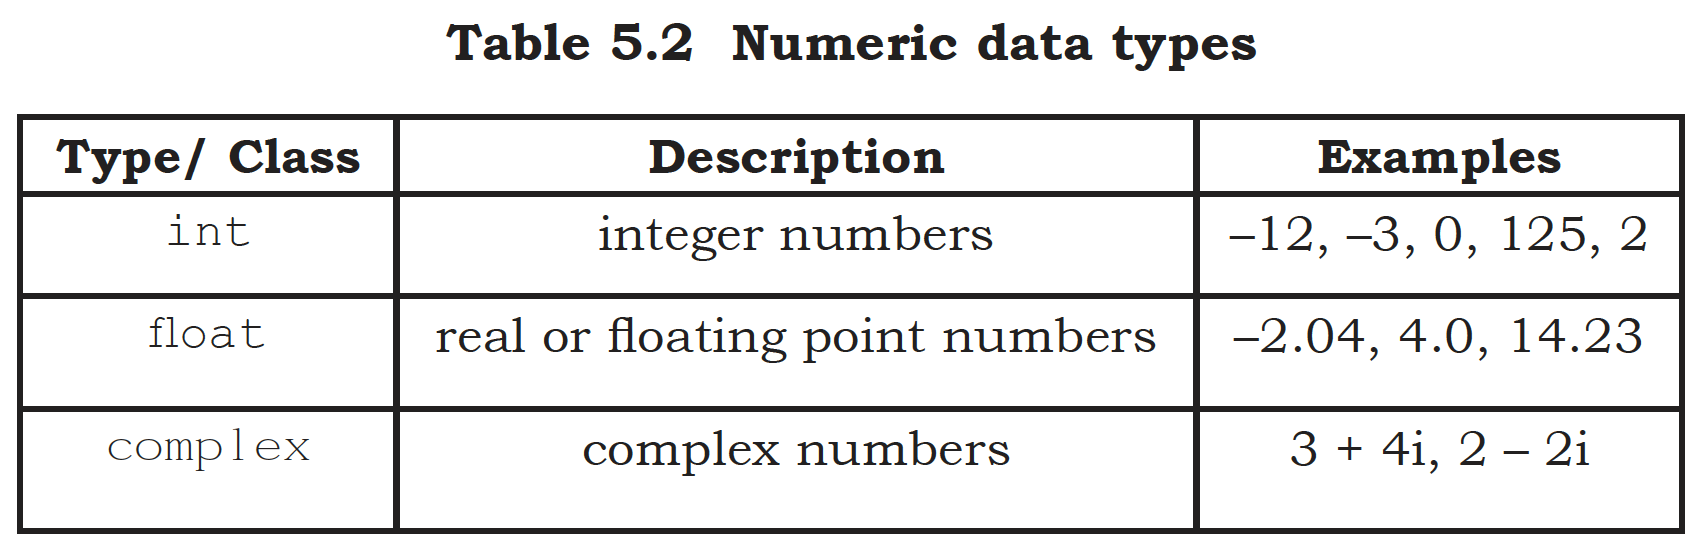 Table 5.2 Numeric data types
Type/ Class Description Examples
int integer numbers –12, –3, 0, 125, 2
float real or floating point numbers –2.04, 4.0, 14.23
complex complex numbers 3 + 4i, 2 – 2i